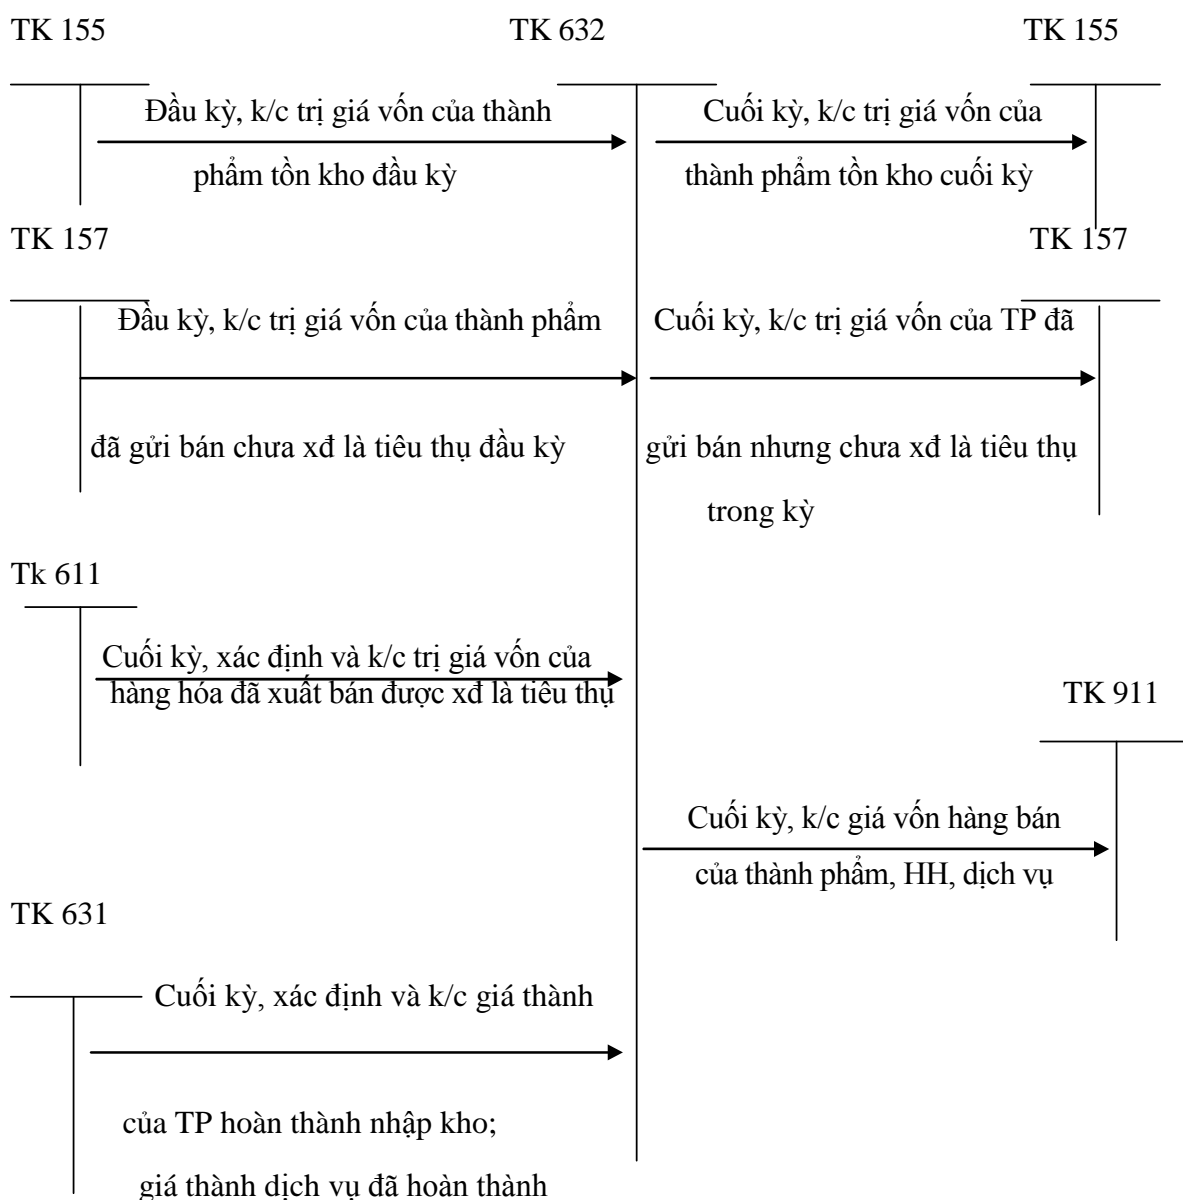 TK 155
TK 632
TK 155
Đầu kỳ, k/c trị giá vốn của thành
phẩm tồn kho đầu kỳ
Cuối kỳ, k/c trị giá vốn của
thành phẩm tồn kho cuối kỳ
TK 157
TK 157
Đầu kỳ, k/c trị giá vốn của thành phẩm
đã gửi bán chưa xđ là tiêu thụ đầu kỳ
Cuối kỳ, k/c trị giá vốn của TP đã
gửi bán nhưng chưa xđ là tiêu thụ
trong kỳ
Tk 611
Cuối kỳ, xác định và k/c trị giá vốn của
hàng hóa đã xuất bán được xđ là tiêu thụ
TK 911
Cuối kỳ, k/c giá vốn hàng bán
của thành phẩm, HH, dịch vụ
TK 631
Cuối kỳ, xác định và k/c giá thành
của TP hoàn thành nhập kho;
giá thành dịch vụ đã hoàn thành